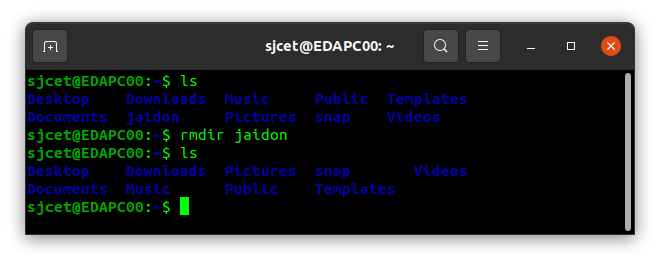 sjcet@EDAPC00: ~
sjcet@EDAPC00:~$ ls
Desktop    Downloads  Music     Public  Templates
Documents  jaidon     Pictures  snap    Videos
sjcet@EDAPC00:~$ rmdir jaidon
sjcet@EDAPC00:~$ ls
Desktop    Downloads  Pictures  snap       Videos
Documents  Music      Public    Templates
sjcet@EDAPC00:~$